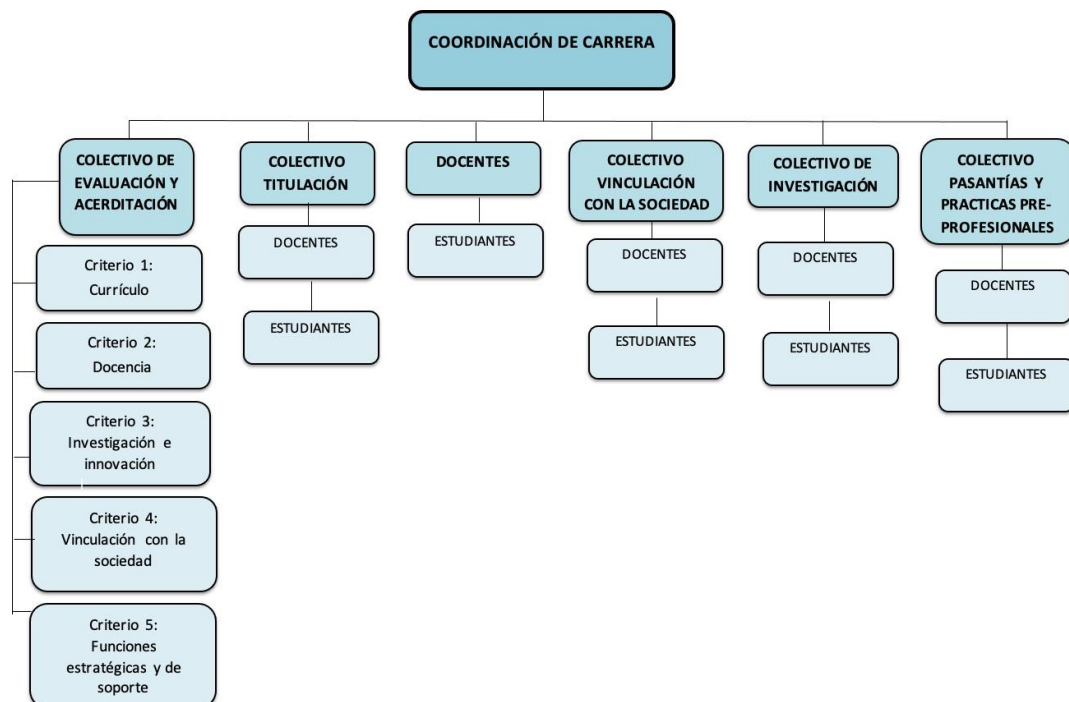 COORDINACIÓN DE CARRERA
COLECTIVO DE
EVALUACIÓN Y
ACERDITACIÓN
Criterio 1:
Currículo
Criterio 2:
Docencia
Criterio 3:
Investigación e
innovación
Criterio 4:
Vinculación con la
sociedad
Criterio 5:
Funciones
estratégicas y de
soporte
COLECTIVO
TITULACIÓN
DOCENTES
ESTUDIANTES
DOCENTES
ESTUDIANTES
COLECTIVO
VINCULACIÓN
CON LA SOCIEDAD
DOCENTES
ESTUDIANTES
COLECTIVO DE
INVESTIGACIÓN
DOCENTES
ESTUDIANTES
COLECTIVO
PASANTÍAS Y
PRACTICAS PRE-
PROFESIONALES
DOCENTES
ESTUDIANTES